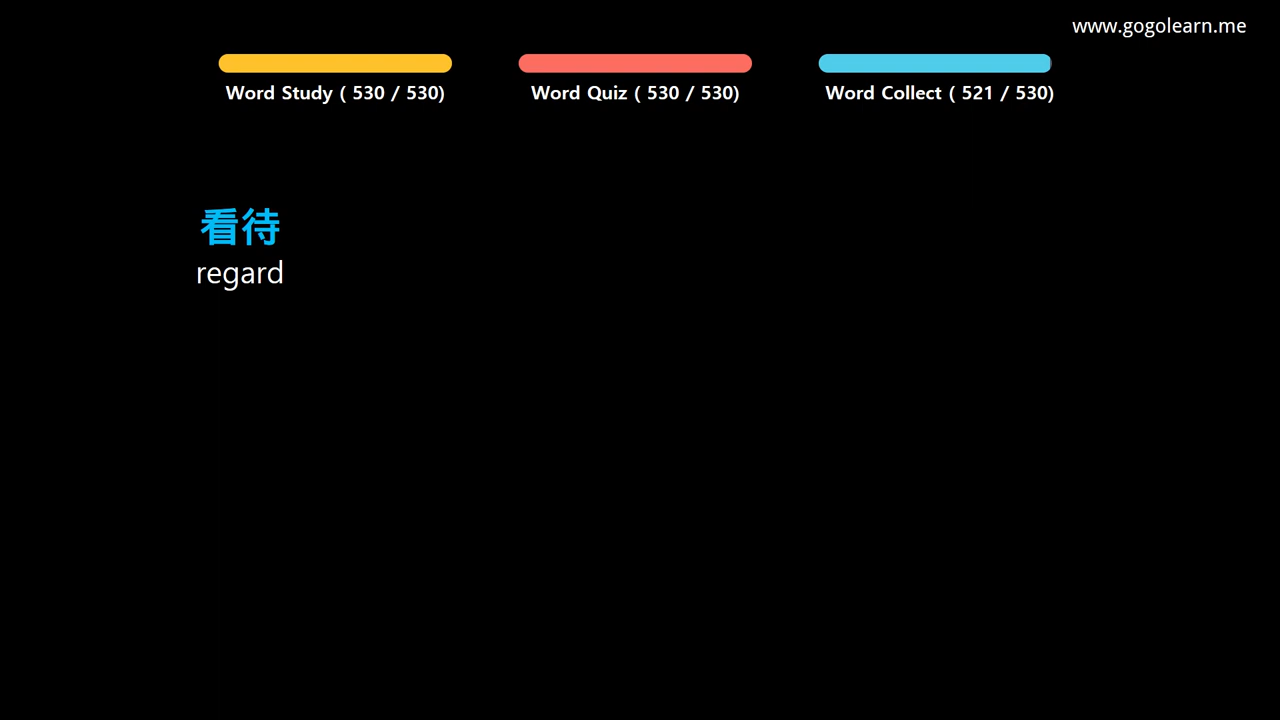 www.gogolearn.me
Word Study ( 530 / 530)
Word Quiz ( 530 / 530)
Word Collect ( 521 / 530)
看待
regard